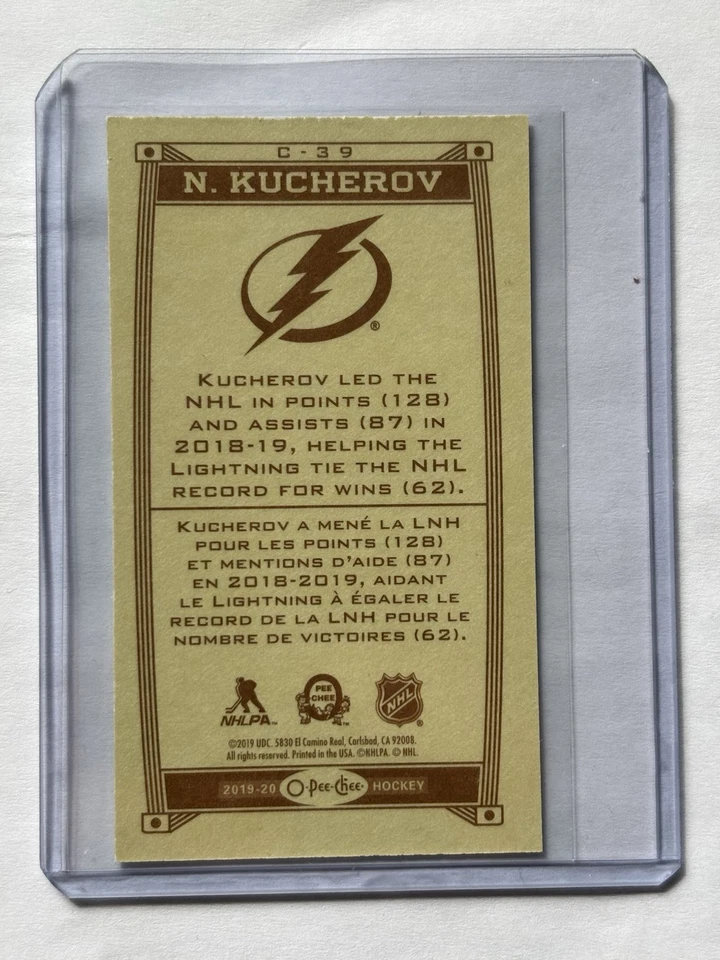 C-39
N. KUCHEROV
®
KUCHEROV LED THE
NHL IN POINTS (128)
AND ASSISTS (87) IN
2018-19, HELPING THE
LIGHTNING TIE THE NHL
RECORD FOR WINS (62).
KUCHEROV A MENÉ LA LNH
POUR LES POINTS (128)
ET MENTIONS D'AIDE (87)
EN 2018-2019, AIDANT
LE LIGHTNING À ÉGALER LE
RECORD DE LA LNH POUR LE
NOMBRE DE VICTOIRES (62).
NHLPA™ PEE CHEE ™ NHL ®
©2019 UDC. 5830 El Camino Real, Carlsbad, CA 92008.
All rights reserved. Printed in the USA. ©NHLPA. © NHL.
2019-20 O-Pee-Chee HOCKEY